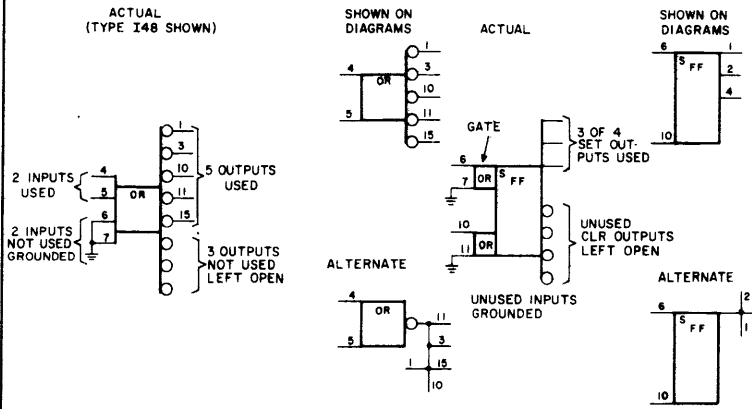 ACTUAL
(TYPE I48 SHOWN)
2 INPUTS
USED
2 INPUTS
NOT USED
GROUNDED
4
5
6
7
OR
1
3
10
11
15
5 OUTPUTS
USED
3 OUTPUTS
NOT USED
LEFT OPEN
SHOWN ON
DIAGRAMS
4
5
OR
1
3
10
11
15
ALTERNATE
4
5
OR
11
3
1
15
10
ACTUAL
GATE
6
7
OR
S
FF
10
11
OR
3 OF 4
SET OUT-
PUTS USED
UNUSED
CLR OUTPUTS
LEFT OPEN
UNUSED INPUTS
GROUNDED
SHOWN ON
DIAGRAMS
6
S
FF
1
2
4
10
ALTERNATE
6
S
FF
2
1
10